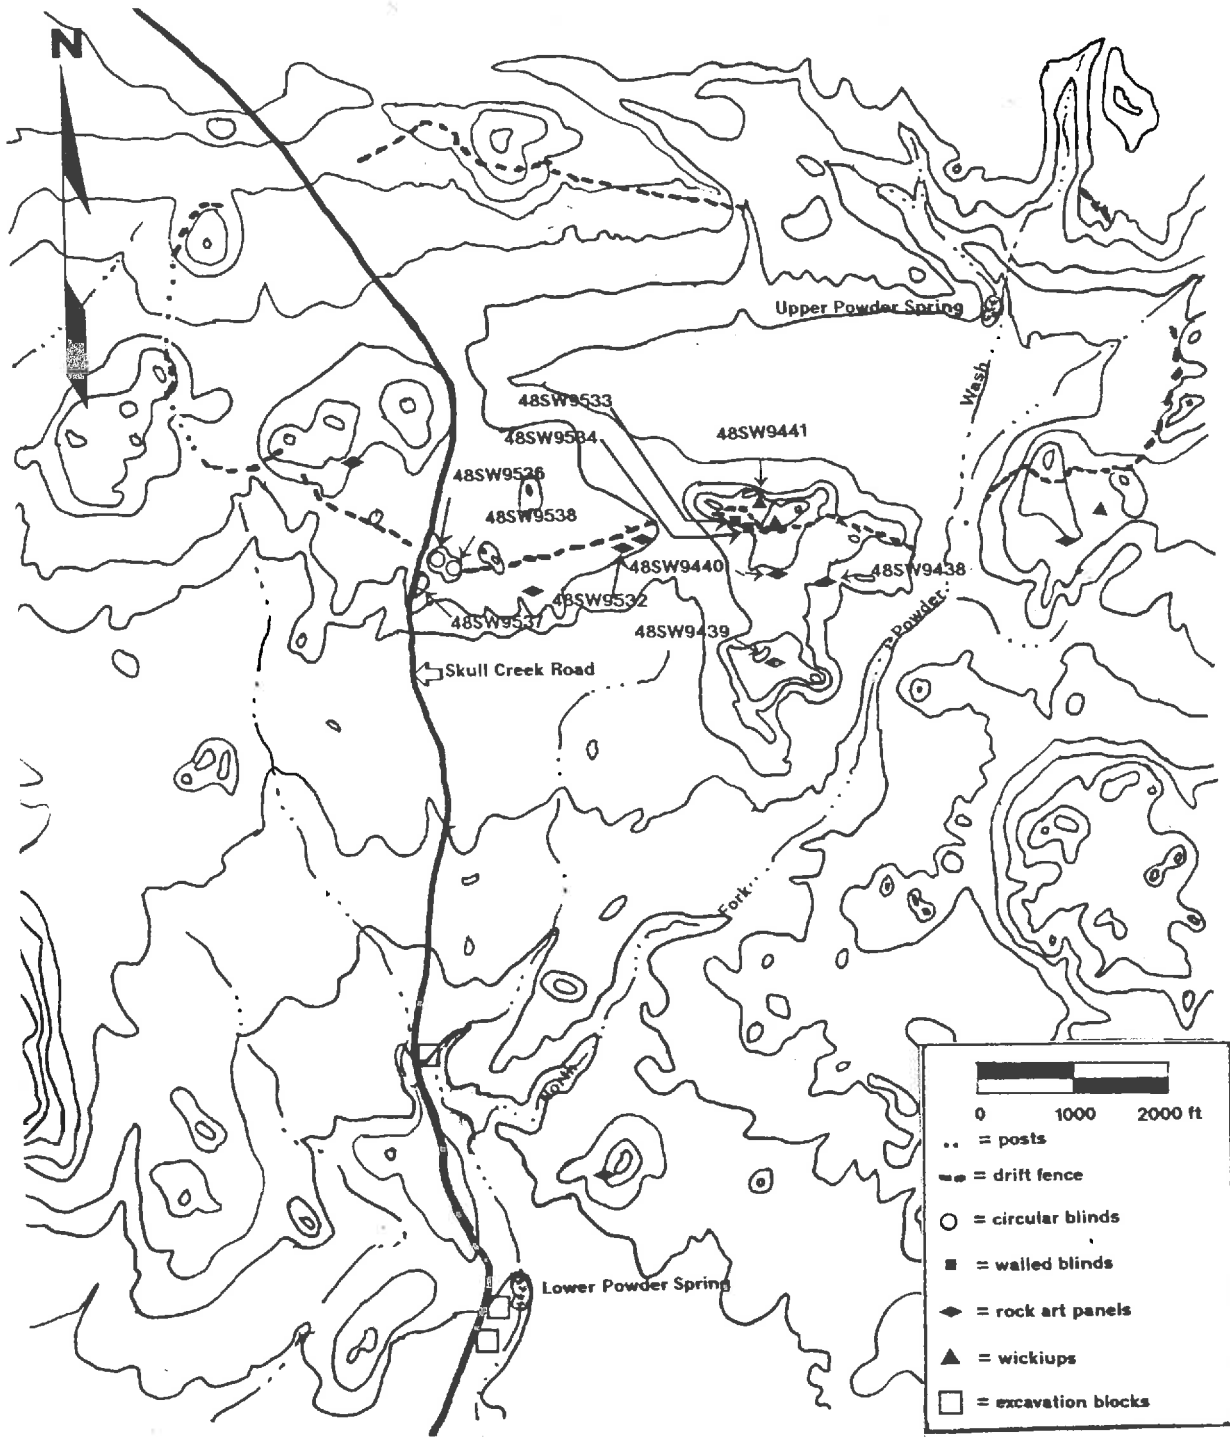 N
Upper Powder Spring
Wash
48SW9533
48SW9534
48SW9441
48SW9536
48SW9538
48SW9440
48SW9438
48SW9532
48SW9537
48SW9439
Powder
Skull Creek Road
Fork
Lower Powder Spring
0 1000 2000 ft
.. = posts
= drift fence
= circular blinds
= walled blinds
= rock art panels
= wickiups
= excavation blocks